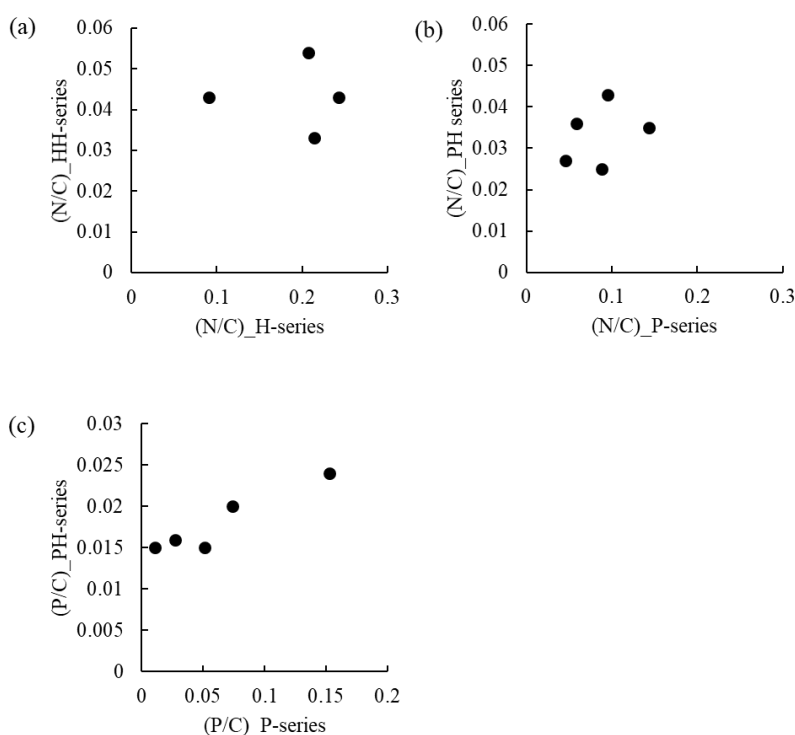 (a)
0.06
0.05
0.04
0.03
0.02
0.01
0
(N/C)_HH-series
0 0.1 0.2 0.3
(N/C)_H-series
(b)
0.06
0.05
0.04
0.03
0.02
0.01
0
(N/C)_PH series
0 0.1 0.2 0.3
(N/C)_P-series
(c)
0.03
0.025
0.02
0.015
0.01
0.005
0
(P/C)_PH-series
0 0.05 0.1 0.15 0.2
(P/C)_P-series